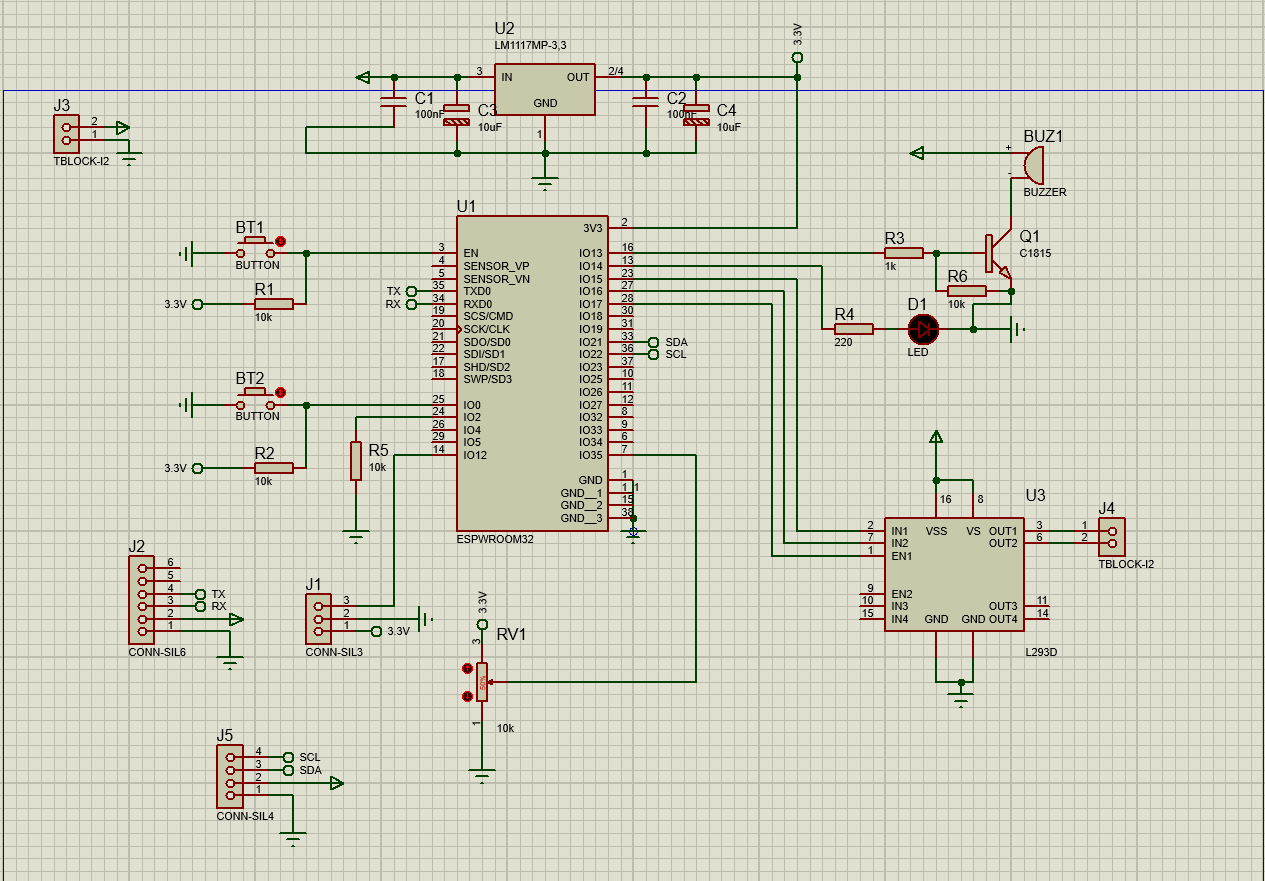 U2
LM1117MP-3,3
3.3V
3 IN OUT 2/4
GND
1
C1
100nF
C3
10uF
C2
100nF
C4
10uF
J3
2
1
TBLOCK-I2
BUZ1
+
-
BUZZER
Q1
C1815
R3
1k
R6
10k
R4
220
D1
LED
BT1
BUTTON
3.3V
R1
10k
BT2
BUTTON
3.3V
R2
10k
R5
10k
U1
3 EN
4 SENSOR_VP
5 SENSOR_VN
TX 35 TXD0
RX 34 RXD0
19 SCS/CMD
20 SCK/CLK
21 SDO/SD0
22 SDI/SD1
17 SHD/SD2
18 SWP/SD3
25 IO0
24 IO2
26 IO4
29 IO5
14 IO12
3V3 2
IO13 16
IO14 13
IO15 23
IO16 27
IO17 28
IO18 30
IO19 31
IO21 33 SDA
IO22 36 SCL
IO23 37
IO25 10
IO26 11
IO27 12
IO32 8
IO33 9
IO34 6
IO35 7
GND 1
GND__1 1 1
GND__2 15
GND__3 38
ESPWROOM32
U3
16 8
2 IN1 VSS VS OUT1 3
7 IN2 OUT2 6
1 EN1
9 EN2
10 IN3 OUT3 11
15 IN4 GND GND OUT4 14
L293D
J4
1
2
TBLOCK-I2
J2
6
5
4 TX
3 RX
2
1
CONN-SIL6
J1
3
2
1 3.3V
CONN-SIL3
3.3V
3
RV1
50%
1
10k
J5
4 SCL
3 SDA
2
1
CONN-SIL4